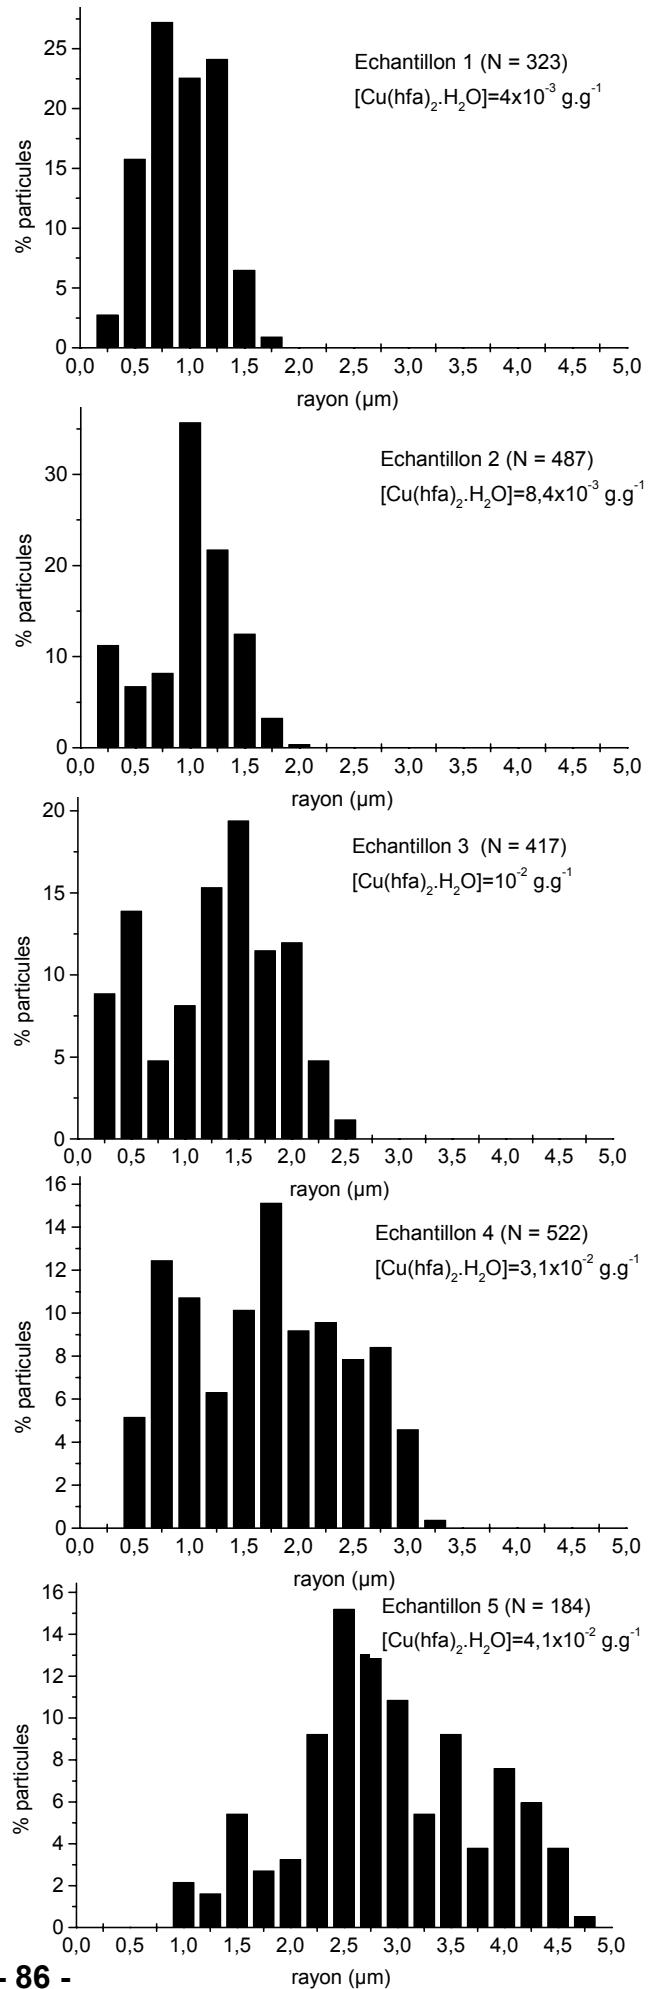 25
20
15
10
5
0
% particules
Echantillon 1 (N = 323)
[Cu(hfa)₂.H₂O]=4x10⁻³ g.g⁻¹
0,0 0,5 1,0 1,5 2,0 2,5 3,0 3,5 4,0 4,5 5,0
rayon (µm)
30
20
10
0
% particules
Echantillon 2 (N = 487)
[Cu(hfa)₂.H₂O]=8,4x10⁻³ g.g⁻¹
0,0 0,5 1,0 1,5 2,0 2,5 3,0 3,5 4,0 4,5 5,0
rayon (µm)
20
15
10
5
0
% particules
Echantillon 3 (N = 417)
[Cu(hfa)₂.H₂O]=10⁻² g.g⁻¹
0,0 0,5 1,0 1,5 2,0 2,5 3,0 3,5 4,0 4,5 5,0
rayon (µm)
16
14
12
10
8
6
4
2
0
% particules
Echantillon 4 (N = 522)
[Cu(hfa)₂.H₂O]=3,1x10⁻² g.g⁻¹
0,0 0,5 1,0 1,5 2,0 2,5 3,0 3,5 4,0 4,5 5,0
rayon (µm)
16
14
12
10
8
6
4
2
0
% particules
Echantillon 5 (N = 184)
[Cu(hfa)₂.H₂O]=4,1x10⁻² g.g⁻¹
0,0 0,5 1,0 1,5 2,0 2,5 3,0 3,5 4,0 4,5 5,0
rayon (µm)
- 86 -